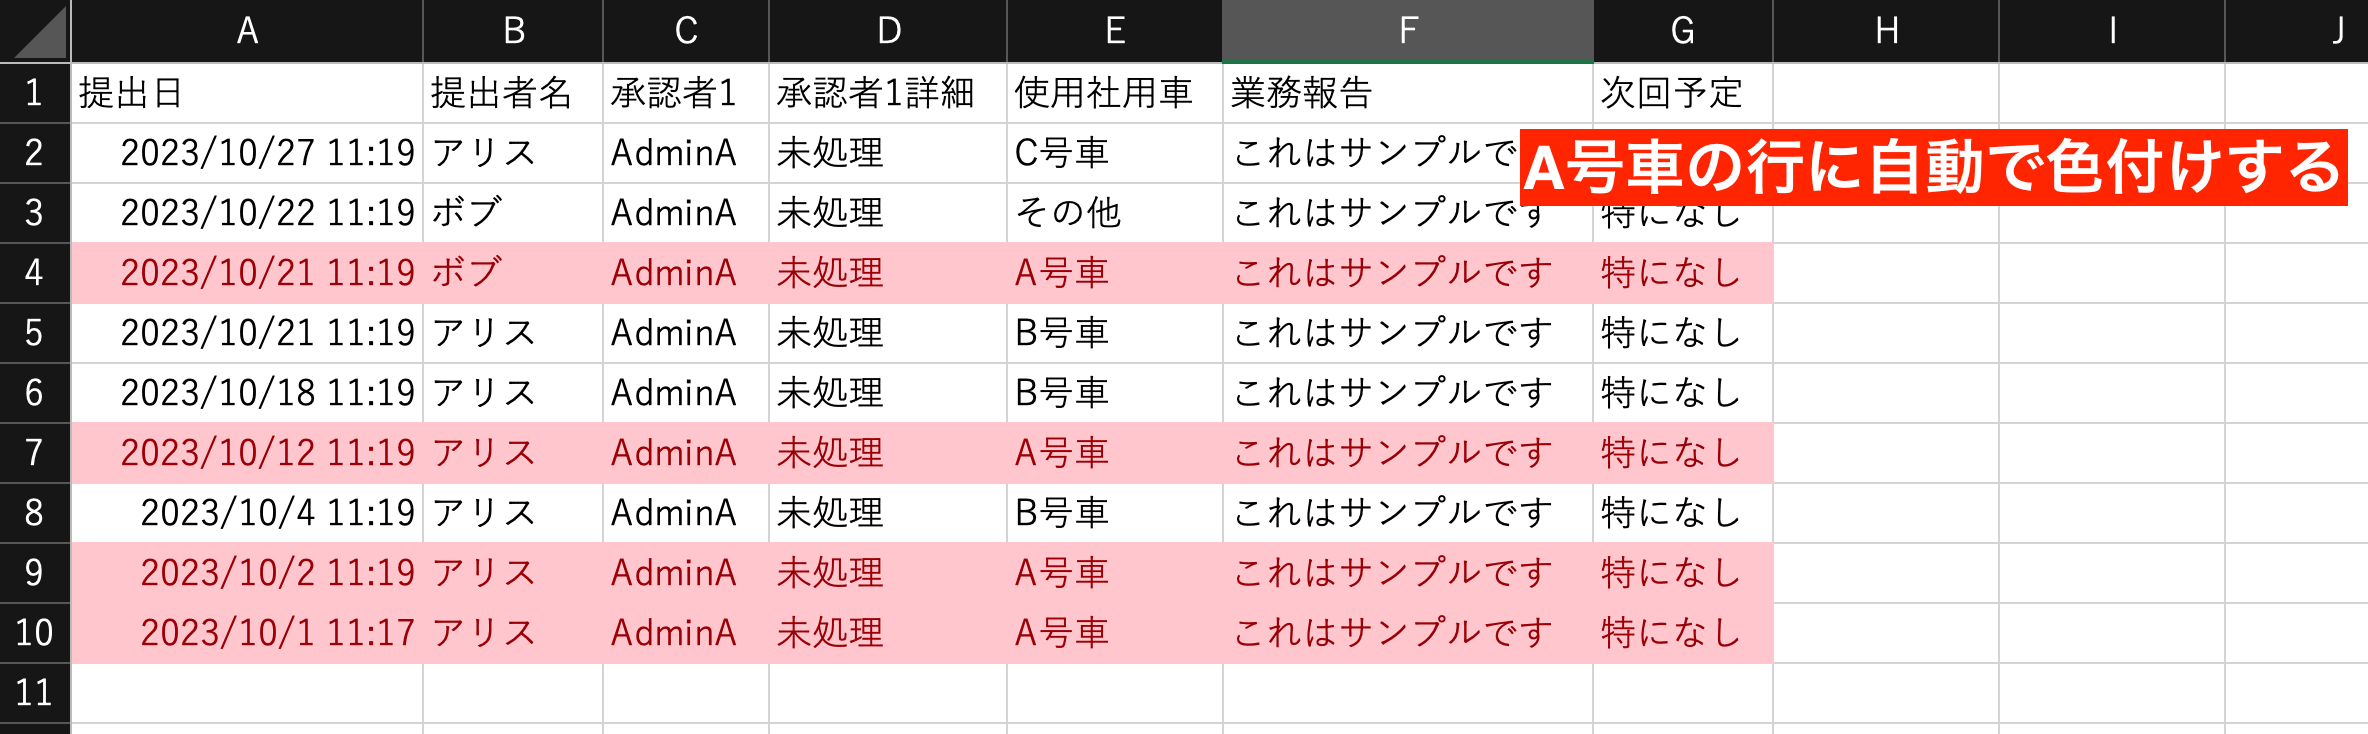 A B C D E F G H I J
1 提出日 提出者名 承認者1 承認者1詳細 使用社用車 業務報告 次回予定
2 2023/10/27 11:19 アリス AdminA 未処理 C号車 これはサンプルで
A号車の行に自動で色付けする
3 2023/10/22 11:19 ボブ AdminA 未処理 その他 これはサンプルです 特になし
4 2023/10/21 11:19 ボブ AdminA 未処理 A号車 これはサンプルです 特になし
5 2023/10/21 11:19 アリス AdminA 未処理 B号車 これはサンプルです 特になし
6 2023/10/18 11:19 アリス AdminA 未処理 B号車 これはサンプルです 特になし
7 2023/10/12 11:19 アリス AdminA 未処理 A号車 これはサンプルです 特になし
8 2023/10/4 11:19 アリス AdminA 未処理 B号車 これはサンプルです 特になし
9 2023/10/2 11:19 アリス AdminA 未処理 A号車 これはサンプルです 特になし
10 2023/10/1 11:17 アリス AdminA 未処理 A号車 これはサンプルです 特になし
11